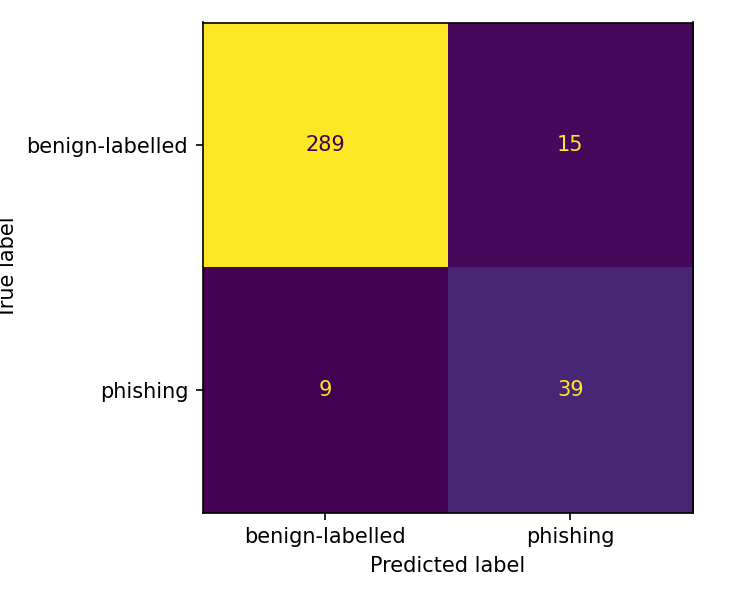 benign-labelled
289
15
True label
phishing
9
39
benign-labelled
phishing
Predicted label